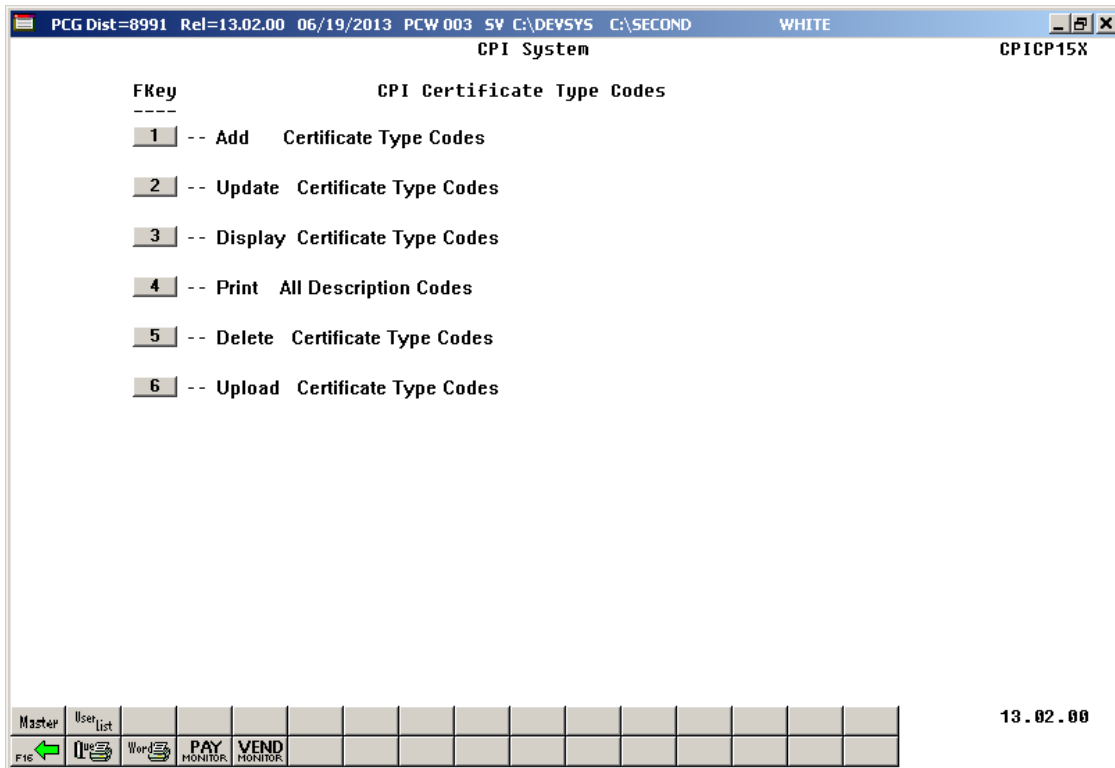 PCG Dist=8991 Rel=13.02.00 06/19/2013 PCW 003 SV C:\DEVSYS C:\SECOND WHITE
CPI System CPICP15X
FKey CPI Certificate Type Codes
----
1 -- Add Certificate Type Codes
2 -- Update Certificate Type Codes
3 -- Display Certificate Type Codes
4 -- Print All Description Codes
5 -- Delete Certificate Type Codes
6 -- Upload Certificate Type Codes
Master User list 13.02.00
F16 Que Word PAY MONITOR VEND MONITOR